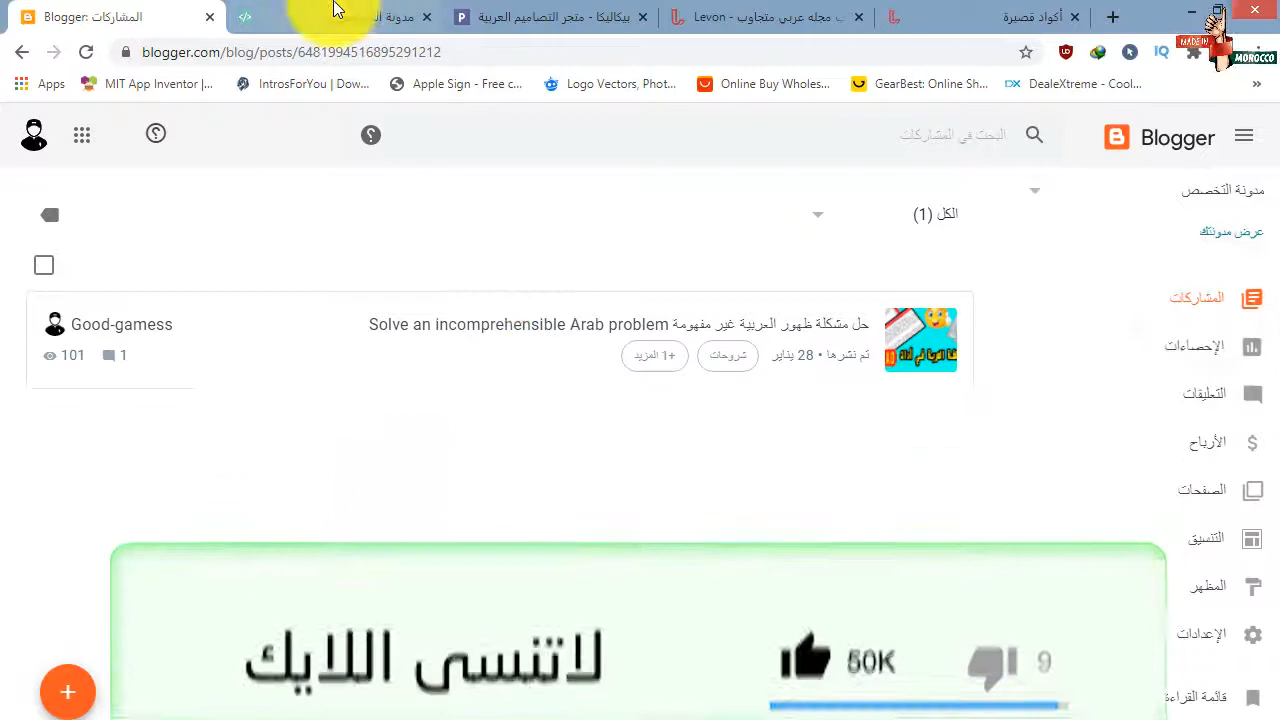 Blogger: المشاركات
مدونة
بيكاليكا - متجر التصاميم العربية
Levon - مجله عربي متجاوب
أكواد قصيرة
blogger.com/blog/posts/6481994516895291212
MADE IN MOROCCO
Apps
MIT App Inventor |...
IntrosForYou | Dow...
Apple Sign - Free c...
Logo Vectors, Phot...
Online Buy Wholes...
GearBest: Online Sh...
DealeXtreme - Cool...
»
البحث في المشاركات
Blogger
مدونة التخصص
عرض مدونتك
الكل (1)
حل مشكلة ظهور العربية غير مفهومة Solve an incomprehensible Arab problem
Good-gamess
تم نشرها • 28 يناير
شروحات
+1 المزيد
101
1
المشاركات
الإحصاءات
التعليقات
الأرباح
الصفحات
التنسيق
المظهر
الإعدادات
قائمة القراءة
لاتنسى اللايك
50K
9